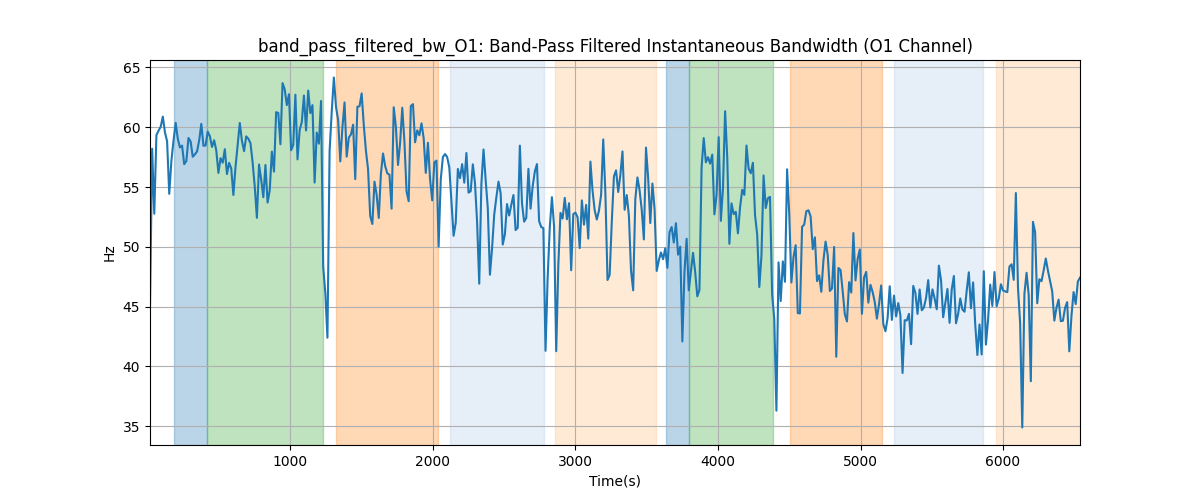 band_pass_filtered_bw_O1: Band-Pass Filtered Instantaneous Bandwidth (O1 Channel)
65
60
55
50
45
40
35
Hz
1000 2000 3000 4000 5000 6000
Time(s)